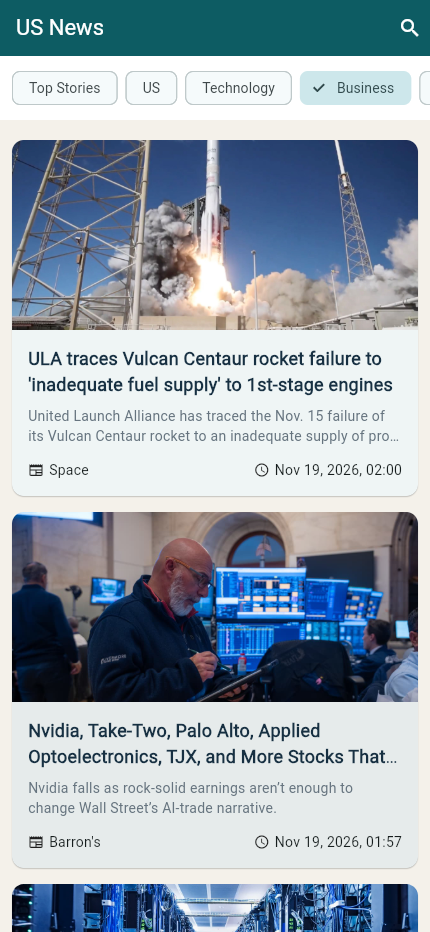 US News
Top Stories
US
Technology
Business
ULA traces Vulcan Centaur rocket failure to
'inadequate fuel supply' to 1st-stage engines
United Launch Alliance has traced the Nov. 15 failure of
its Vulcan Centaur rocket to an inadequate supply of pro…
Space
Nov 19, 2026, 02:00
Nvidia, Take-Two, Palo Alto, Applied
Optoelectronics, TJX, and More Stocks That…
Nvidia falls as rock-solid earnings aren’t enough to
change Wall Street’s AI-trade narrative.
Barron's
Nov 19, 2026, 01:57